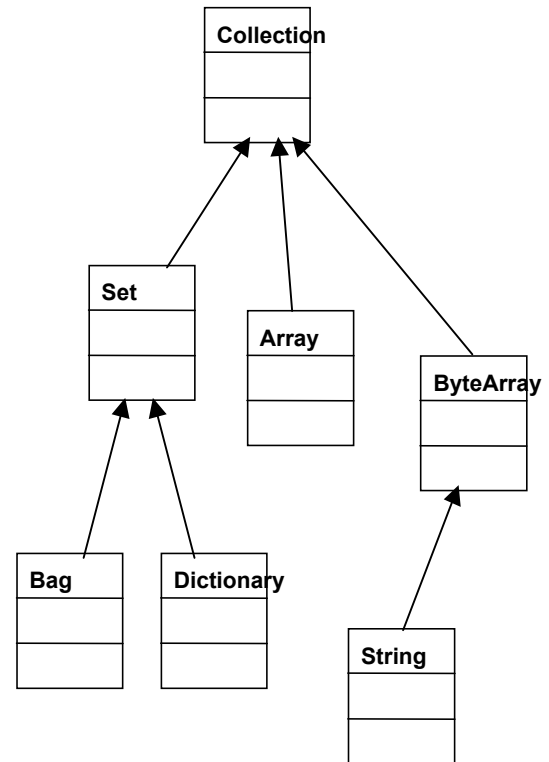 Collection
Set
Array
ByteArray
Bag
Dictionary
String